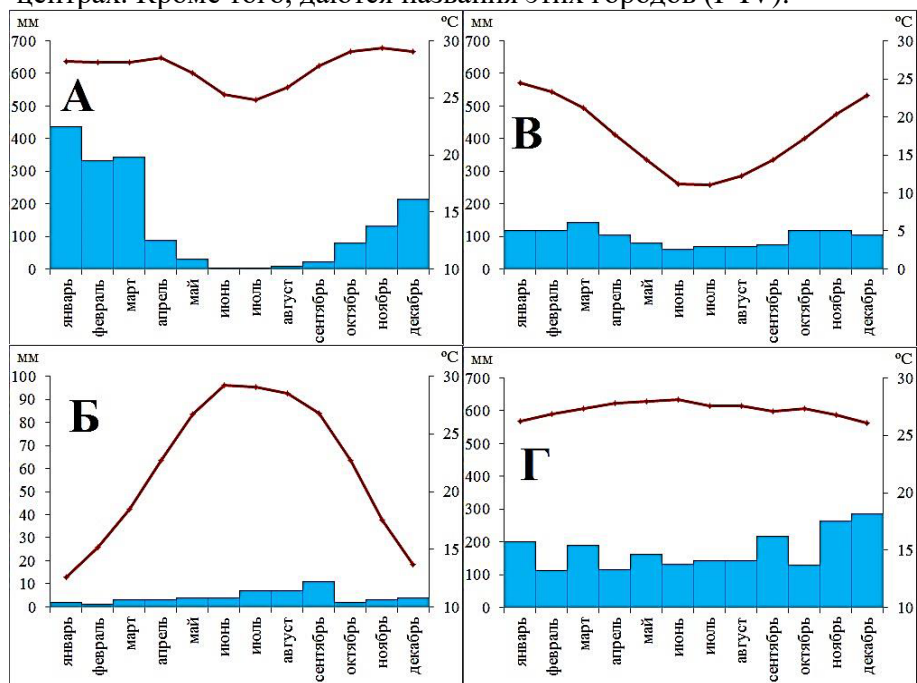 центрах. Кроме того, даются названия этих городов (I-IV).
мм
ºC
700
600
500
400
300
200
100
0
30
25
20
15
10
А
январь
февраль
март
апрель
май
июнь
июль
август
сентябрь
октябрь
ноябрь
декабрь
мм
ºC
700
600
500
400
300
200
100
0
30
25
20
15
10
5
0
В
январь
февраль
март
апрель
май
июнь
июль
август
сентябрь
октябрь
ноябрь
декабрь
мм
ºC
100
90
80
70
60
50
40
30
20
10
0
30
25
20
15
10
Б
январь
февраль
март
апрель
май
июнь
июль
август
сентябрь
октябрь
ноябрь
декабрь
мм
ºC
700
600
500
400
300
200
100
0
30
25
20
15
10
Г
январь
февраль
март
апрель
май
июнь
июль
август
сентябрь
октябрь
ноябрь
декабрь